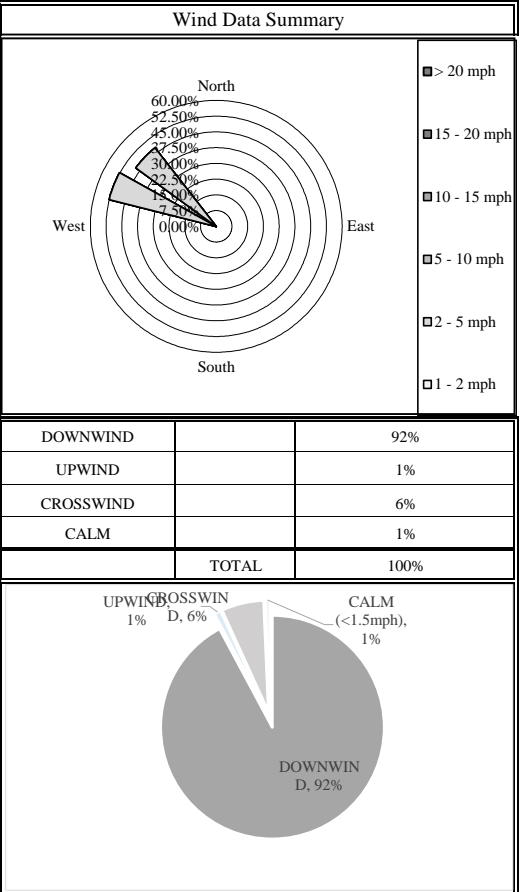 Wind Data Summary
North
60.00%
52.50%
45.00%
37.50%
30.00%
22.50%
15.00%
7.50%
0.00%
West
East
South
> 20 mph
15 - 20 mph
10 - 15 mph
5 - 10 mph
2 - 5 mph
1 - 2 mph
DOWNWIND 92%
UPWIND 1%
CROSSWIND 6%
CALM 1%
TOTAL 100%
UPWIND,
1%
CROSSWIN
D, 6%
CALM
(<1.5mph),
1%
DOWNWIN
D, 92%